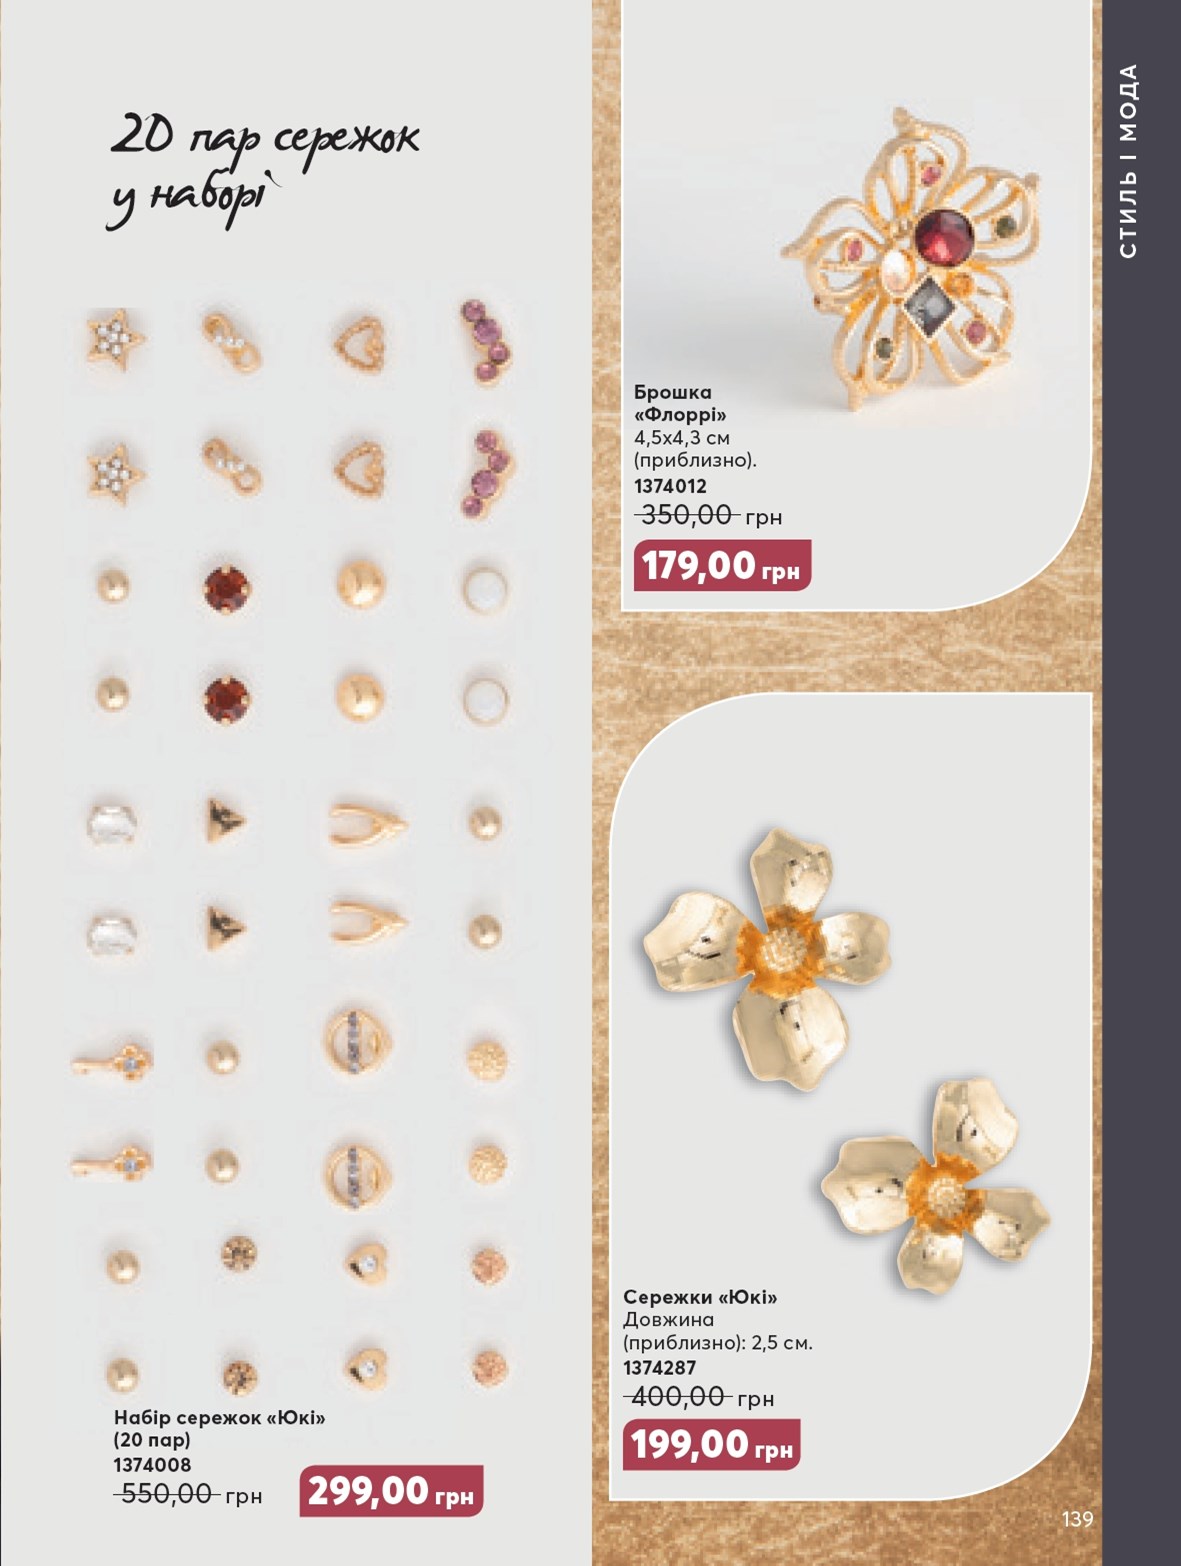 20 пар сережок
у наборі
СТИЛЬ І МОДА
Брошка
«Флоррі»
4,5x4,3 см
(приблизно).
1374012
350,00 грн
179,00 грн
Сережки «Юкі»
Довжина
(приблизно): 2,5 см.
1374287
400,00 грн
199,00 грн
Набір сережок «Юкі»
(20 пар)
1374008
550,00 грн
299,00 грн
139